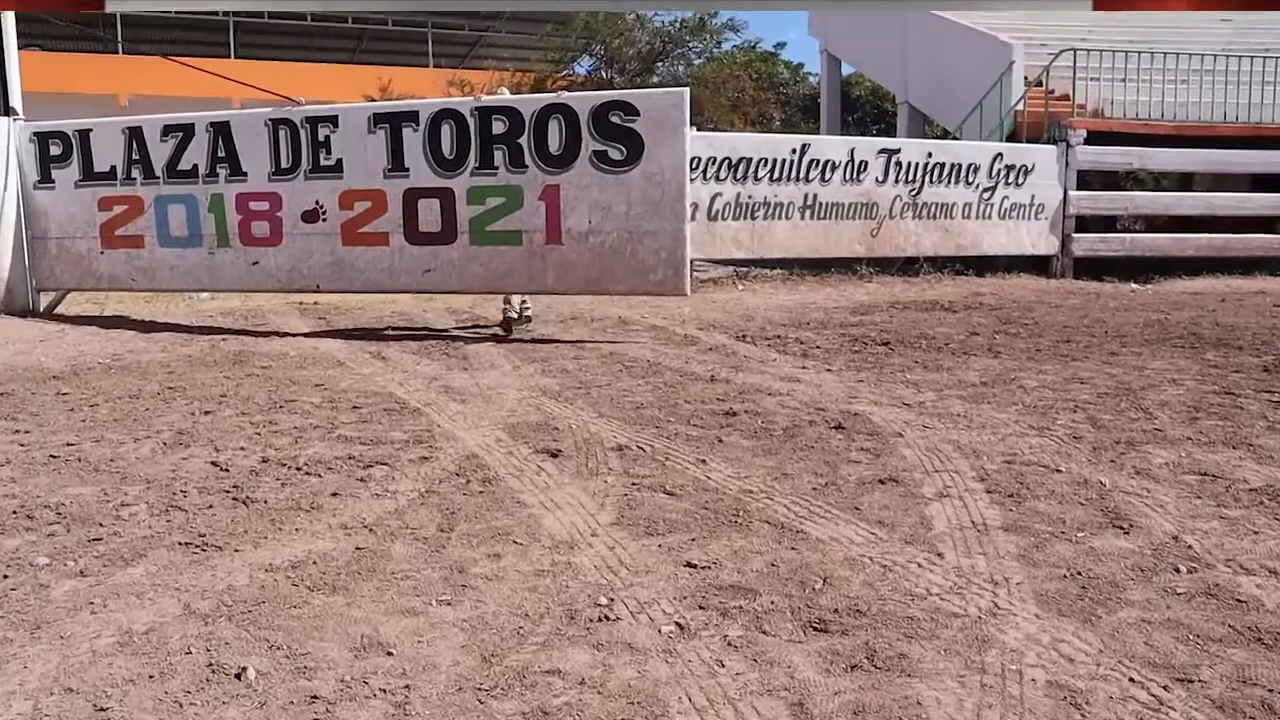 PLAZA DE TOROS
2018-2021
ecoacuilco de Trujano, Gro
Gobierno Humano y Cercano a la Gente.